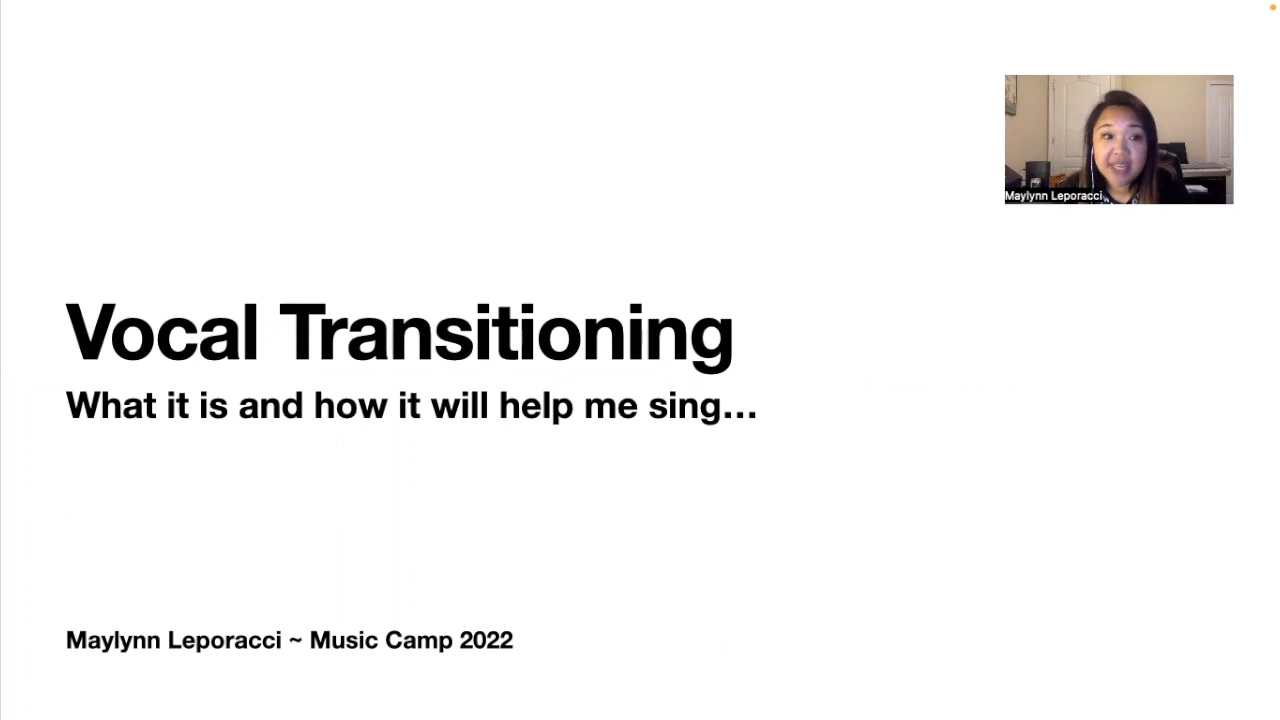 Maylynn Leporacci
Vocal Transitioning
What it is and how it will help me sing…
Maylynn Leporacci ~ Music Camp 2022